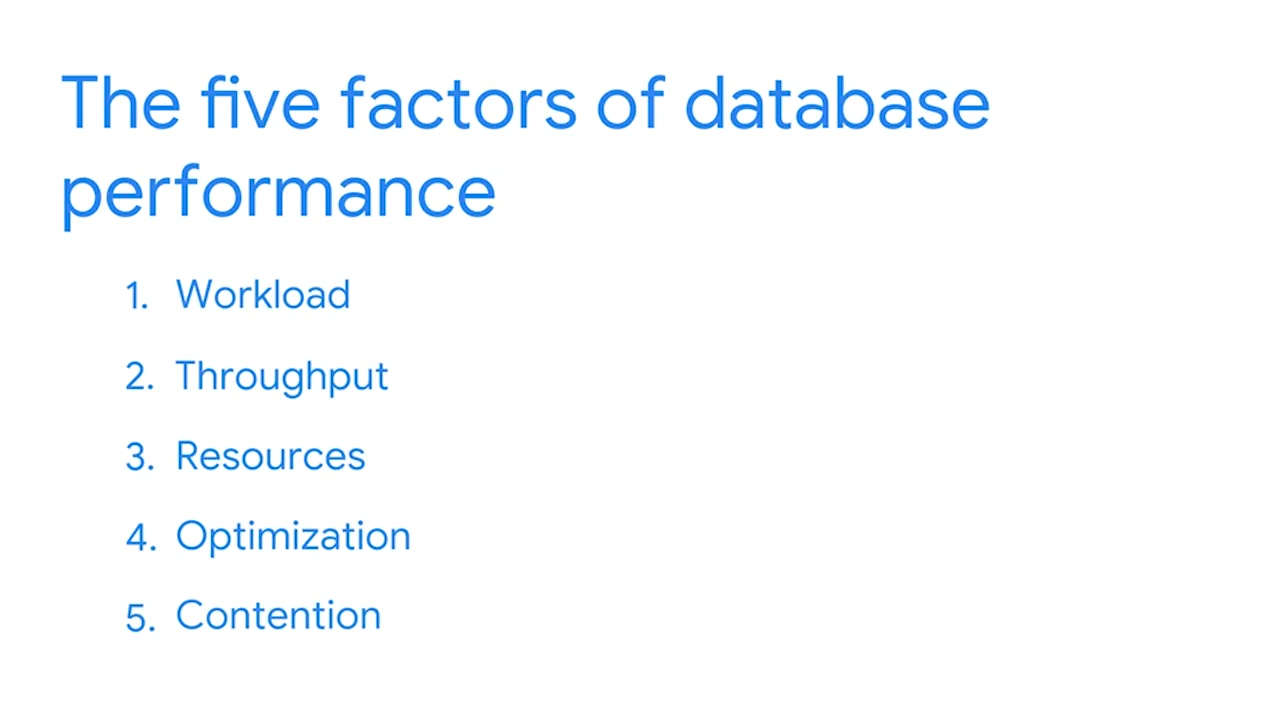 The five factors of database
performance
1. Workload
2. Throughput
3. Resources
4. Optimization
5. Contention